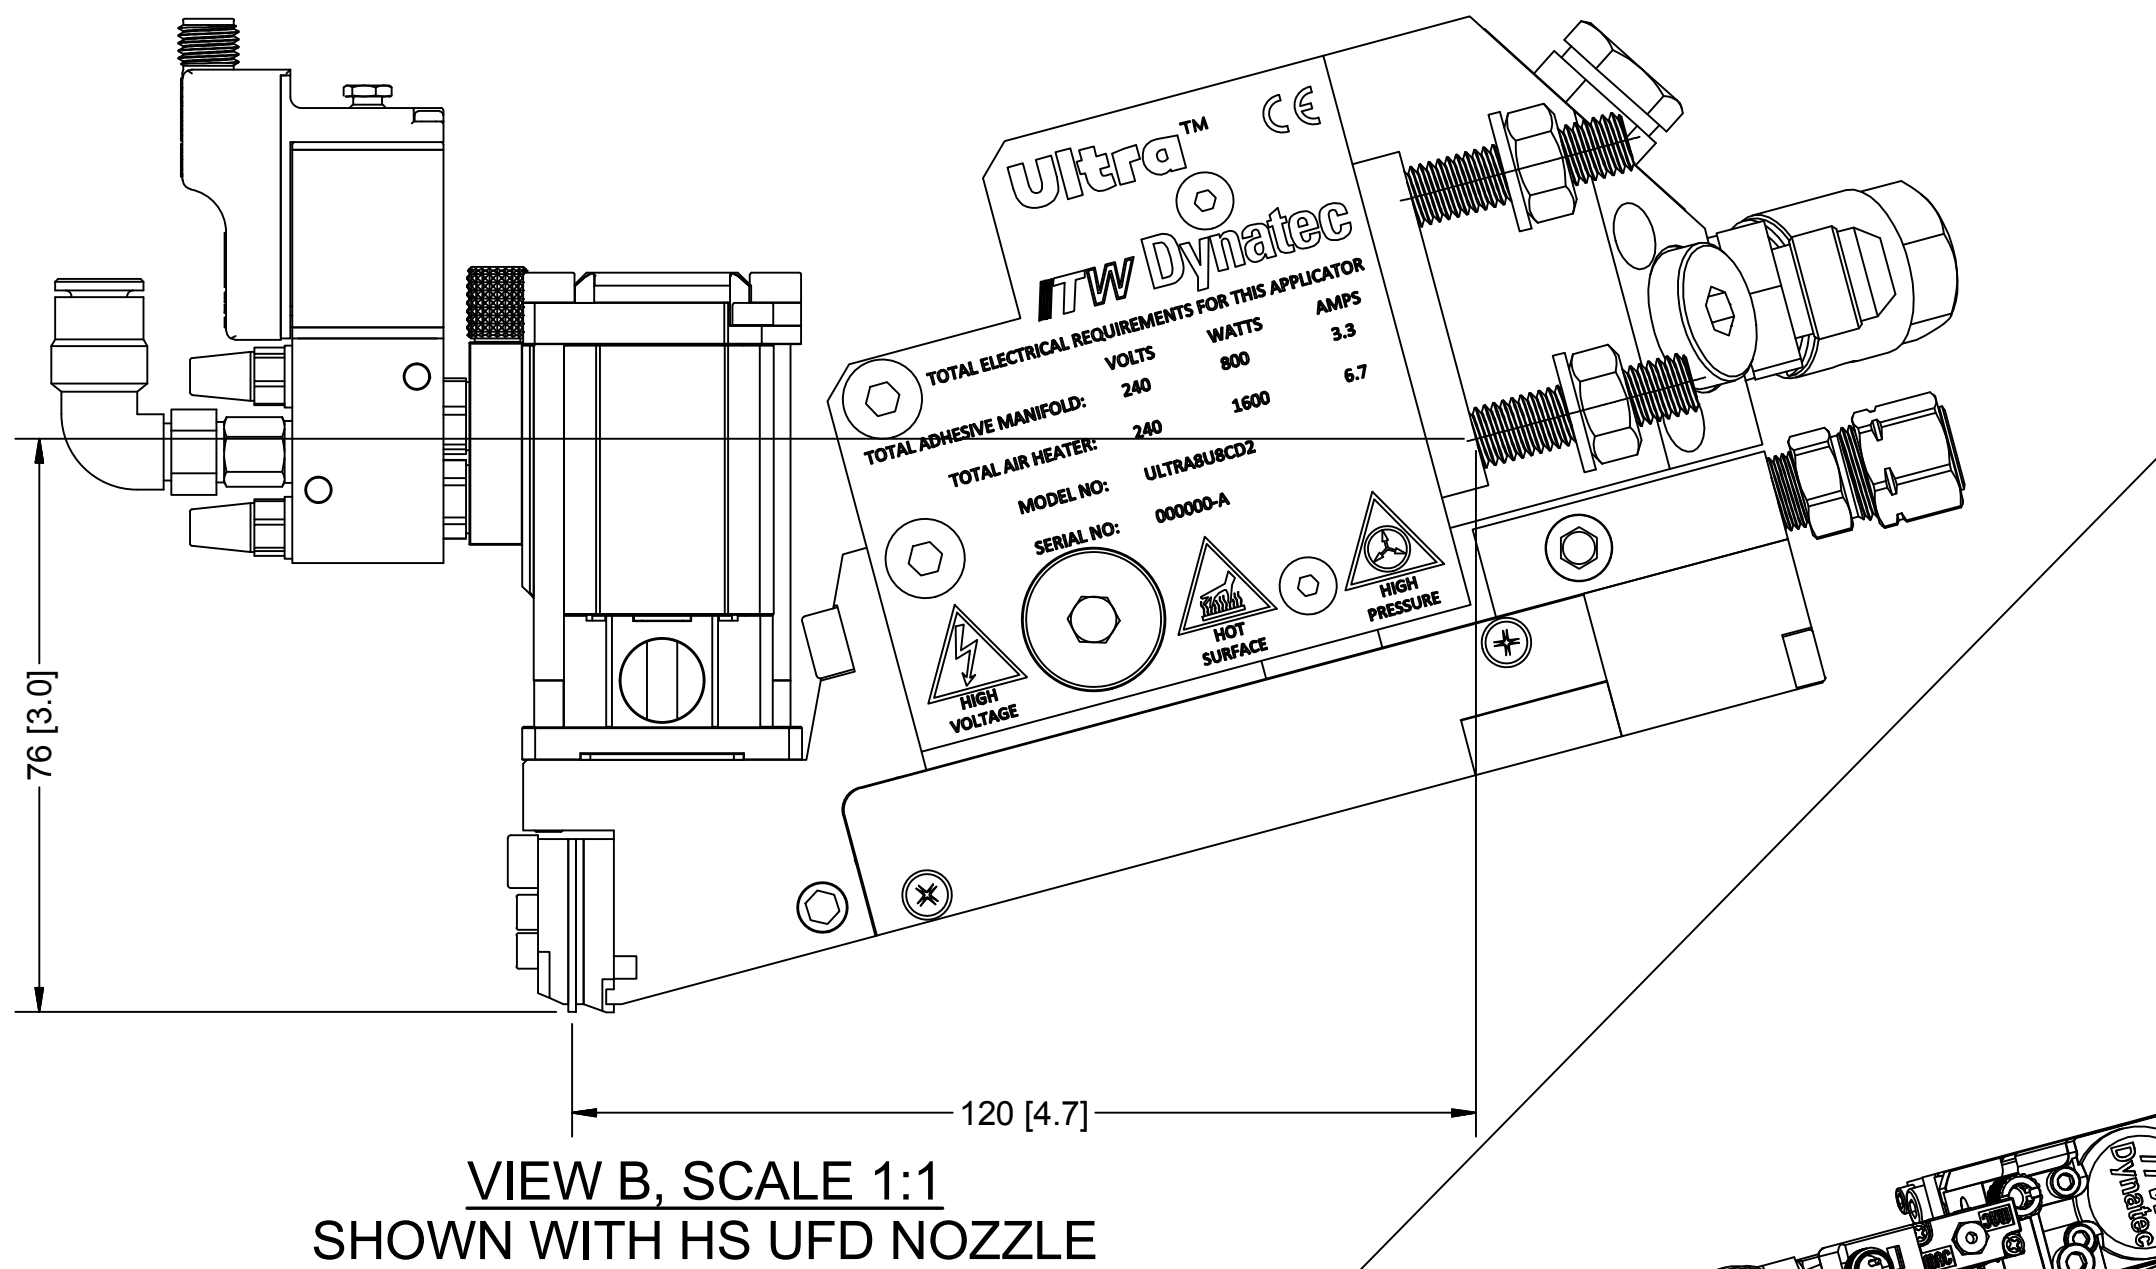 Ultra™ CE
ITW Dynatec
TOTAL ELECTRICAL REQUIREMENTS FOR THIS APPLICATOR
VOLTS WATTS AMPS
TOTAL ADHESIVE MANIFOLD: 240 800 3.3
TOTAL AIR HEATER: 240 1600 6.7
MODEL NO: ULTRA8U8CD2
SERIAL NO: 000000-A
HIGH
VOLTAGE
HOT
SURFACE
HIGH
PRESSURE
76 [3.0]
120 [4.7]
VIEW B, SCALE 1:1
SHOWN WITH HS UFD NOZZLE
Dynatec